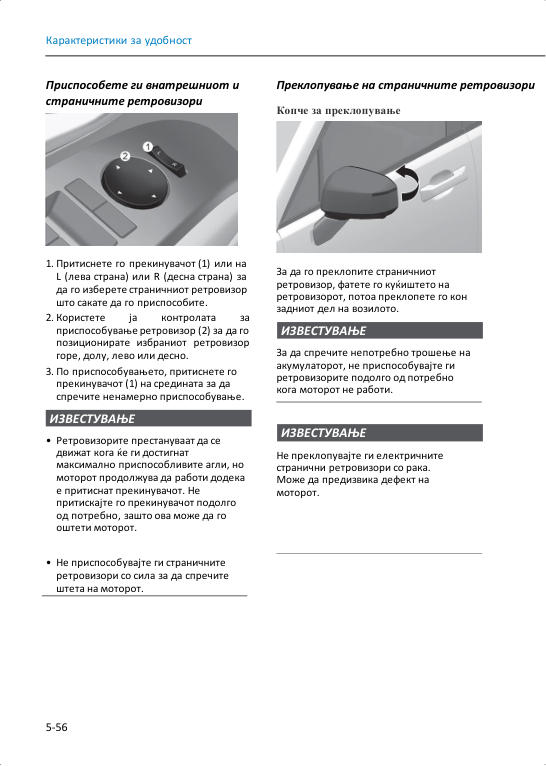 Карактеристики за удобност
Приспособете ги внатрешниот и
страничните ретровизори
1
2
1. Притиснете го прекинувачот (1) или на
L (лева страна) или R (десна страна) за
да го изберете страничниот ретровизор
што сакате да го приспособите.
2. Користете ја контролата за
приспособување ретровизор (2) за да го
позиционирате избраниот ретровизор
горе, долу, лево или десно.
3. По приспособувањето, притиснете го
прекинувачот (1) на средината за да
спречите ненамерно приспособување.
ИЗВЕСТУВАЊЕ
• Ретровизорите престануваат да се
движат кога ќе ги достигнат
максимално приспособливите агли, но
моторот продолжува да работи додека
е притиснат прекинувачот. Не
притискајте го прекинувачот подолго
од потребно, зашто ова може да го
оштети моторот.
• Не приспособувајте ги страничните
ретровизори со сила за да спречите
штета на моторот.
Преклопување на страничните ретровизори
Копче за преклопување
За да го преклопите страничниот
ретровизор, фатете го куќиштето на
ретровизорот, потоа преклопете го кон
задниот дел на возилото.
ИЗВЕСТУВАЊЕ
За да спречите непотребно трошење на
акумулаторот, не приспособувајте ги
ретровизорите подолго од потребно
кога моторот не работи.
ИЗВЕСТУВАЊЕ
Не преклопувајте ги електричните
странични ретровизори со рака.
Може да предизвика дефект на
моторот.
5-56